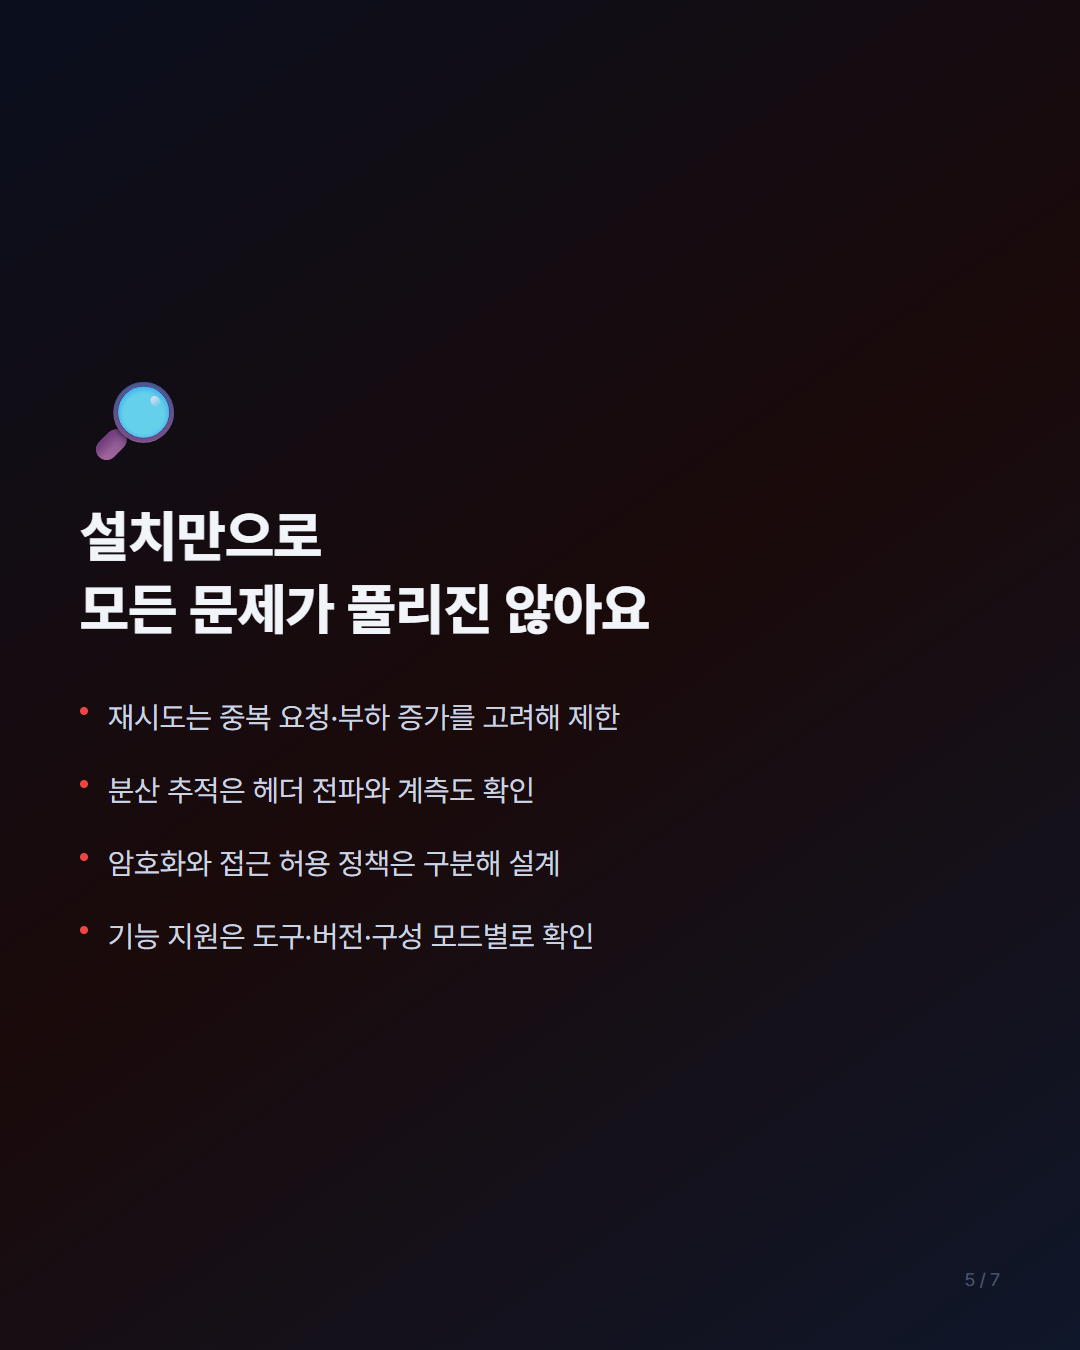 설치만으로
모든 문제가 풀리진 않아요
재시도는 중복 요청·부하 증가를 고려해 제한
분산 추적은 헤더 전파와 계측도 확인
암호화와 접근 허용 정책은 구분해 설계
기능 지원은 도구·버전·구성 모드별로 확인
5 / 7